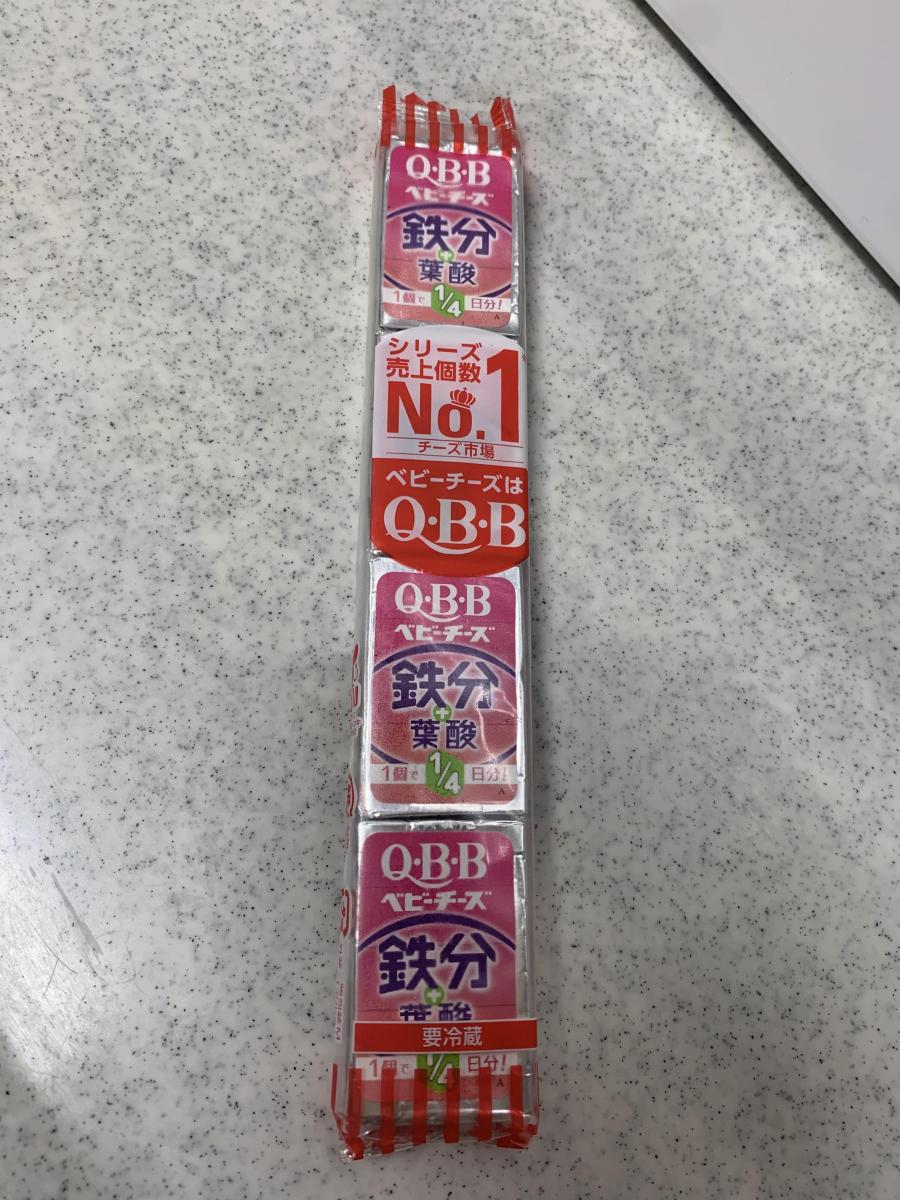 Q·B·B
ベビーチーズ
鉄分
+
葉酸
1個で 1/4 日分!
A
シリーズ
売上個数
No.1*
チーズ市場
ベビーチーズは
Q·B·B
Q·B·B
ベビーチーズ
鉄分
+
葉酸
1個で 1/4 日分!
A
Q·B·B
ベビーチーズ
鉄分
+
葉酸
要冷蔵
1個で 1/4 日分!
A